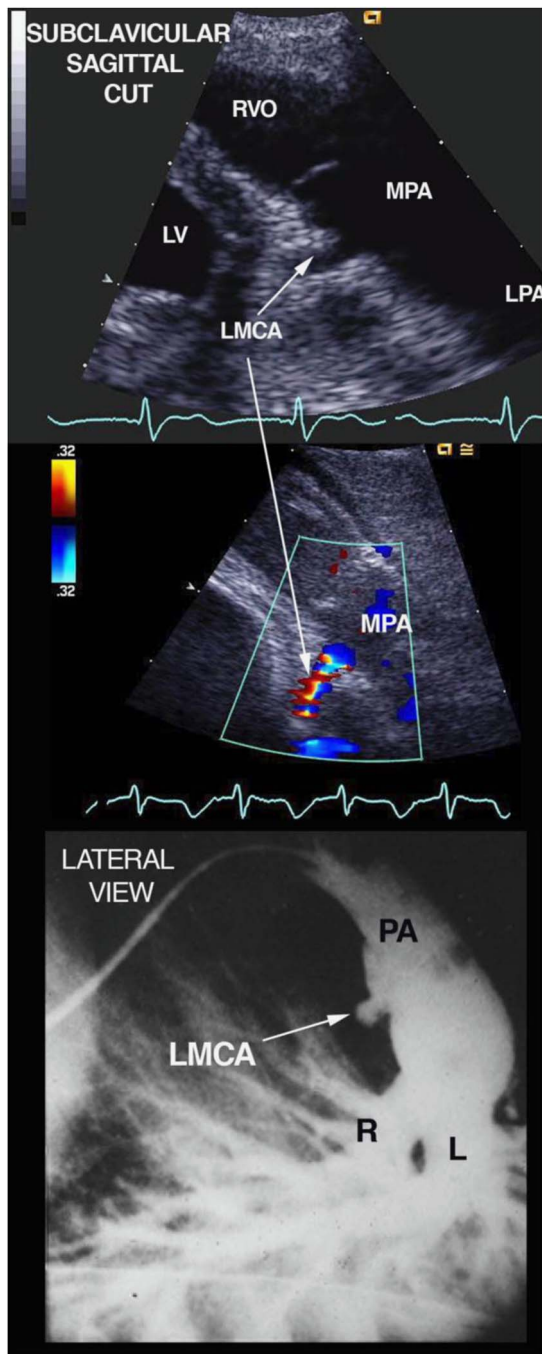 SUBCLAVICULAR
SAGITTAL
CUT
RVO
MPA
LV
LPA
LMCA
.32
.32
MPA
LATERAL
VIEW
PA
LMCA
R
L